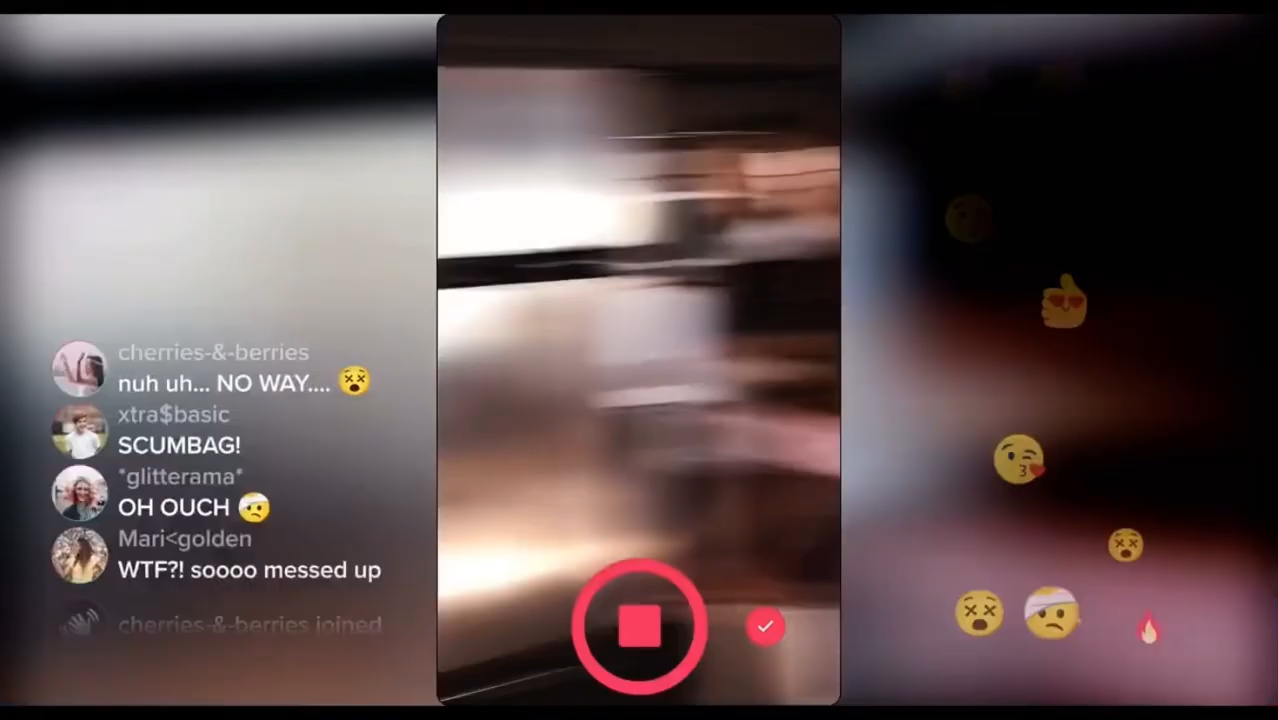 cherries-&-berries
nuh uh... NO WAY....
xtra$basic
SCUMBAG!
*glitterama*
OH OUCH
Mari<golden
WTF?! soooo messed up
cherries-&-berries joined